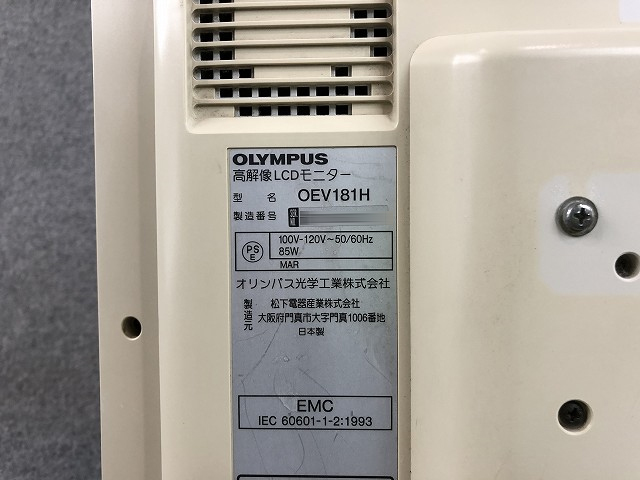 OLYMPUS
高解像LCDモニター
型 名 OEV181H
製造番号
PS E
100V-120V～50/60Hz
85W
MAR
オリンパス光学工業株式会社
製造元 松下電器産業株式会社
大阪府門真市大字門真1006番地
日本製
EMC
IEC 60601-1-2:1993